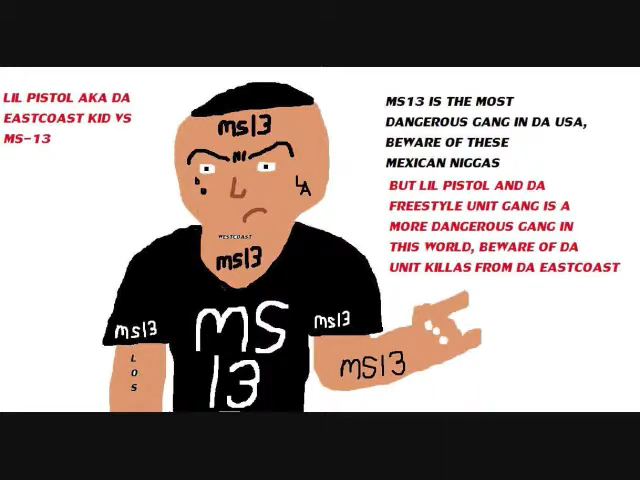 LIL PISTOL AKA DA
EASTCOAST KID VS
MS-13
MS13 IS THE MOST
DANGEROUS GANG IN DA USA,
BEWARE OF THESE
MEXICAN NIGGAS
BUT LIL PISTOL AND DA
FREESTYLE UNIT GANG IS A
MORE DANGEROUS GANG IN
THIS WORLD, BEWARE OF DA
UNIT KILLAS FROM DA EASTCOAST
ms13
LA
WESTCOAST
ms13
MS
13
ms13
ms13
L
O
S
MS13